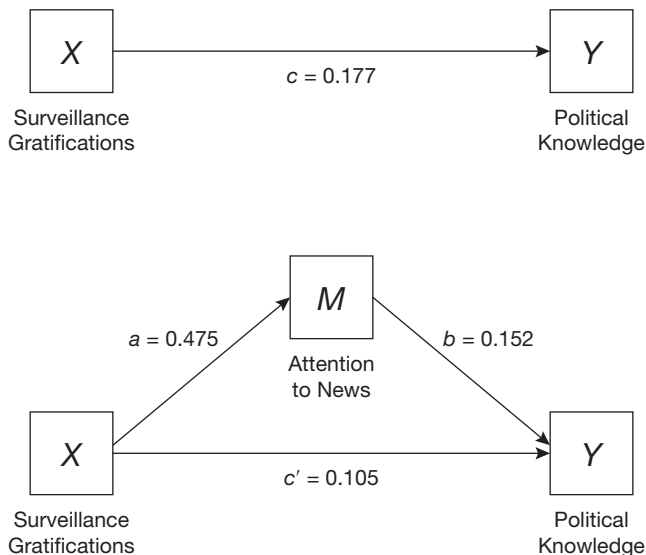 X
Y
c = 0.177
Surveillance
Gratifications
Political
Knowledge
M
a = 0.475
b = 0.152
Attention
to News
X
Y
c′ = 0.105
Surveillance
Gratifications
Political
Knowledge